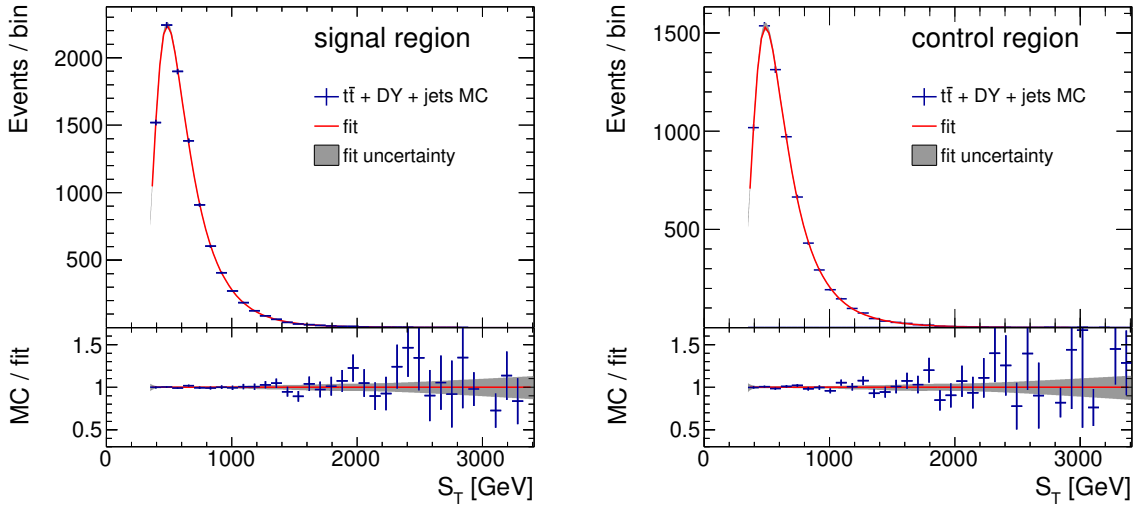 Events / bin
2000
1500
1000
500
signal region
tt̄ + DY + jets MC
fit
fit uncertainty
MC / fit
1.5
1
0.5
0
1000
2000
3000
S_T [GeV]
Events / bin
1500
1000
500
control region
tt̄ + DY + jets MC
fit
fit uncertainty
MC / fit
1.5
1
0.5
0
1000
2000
3000
S_T [GeV]